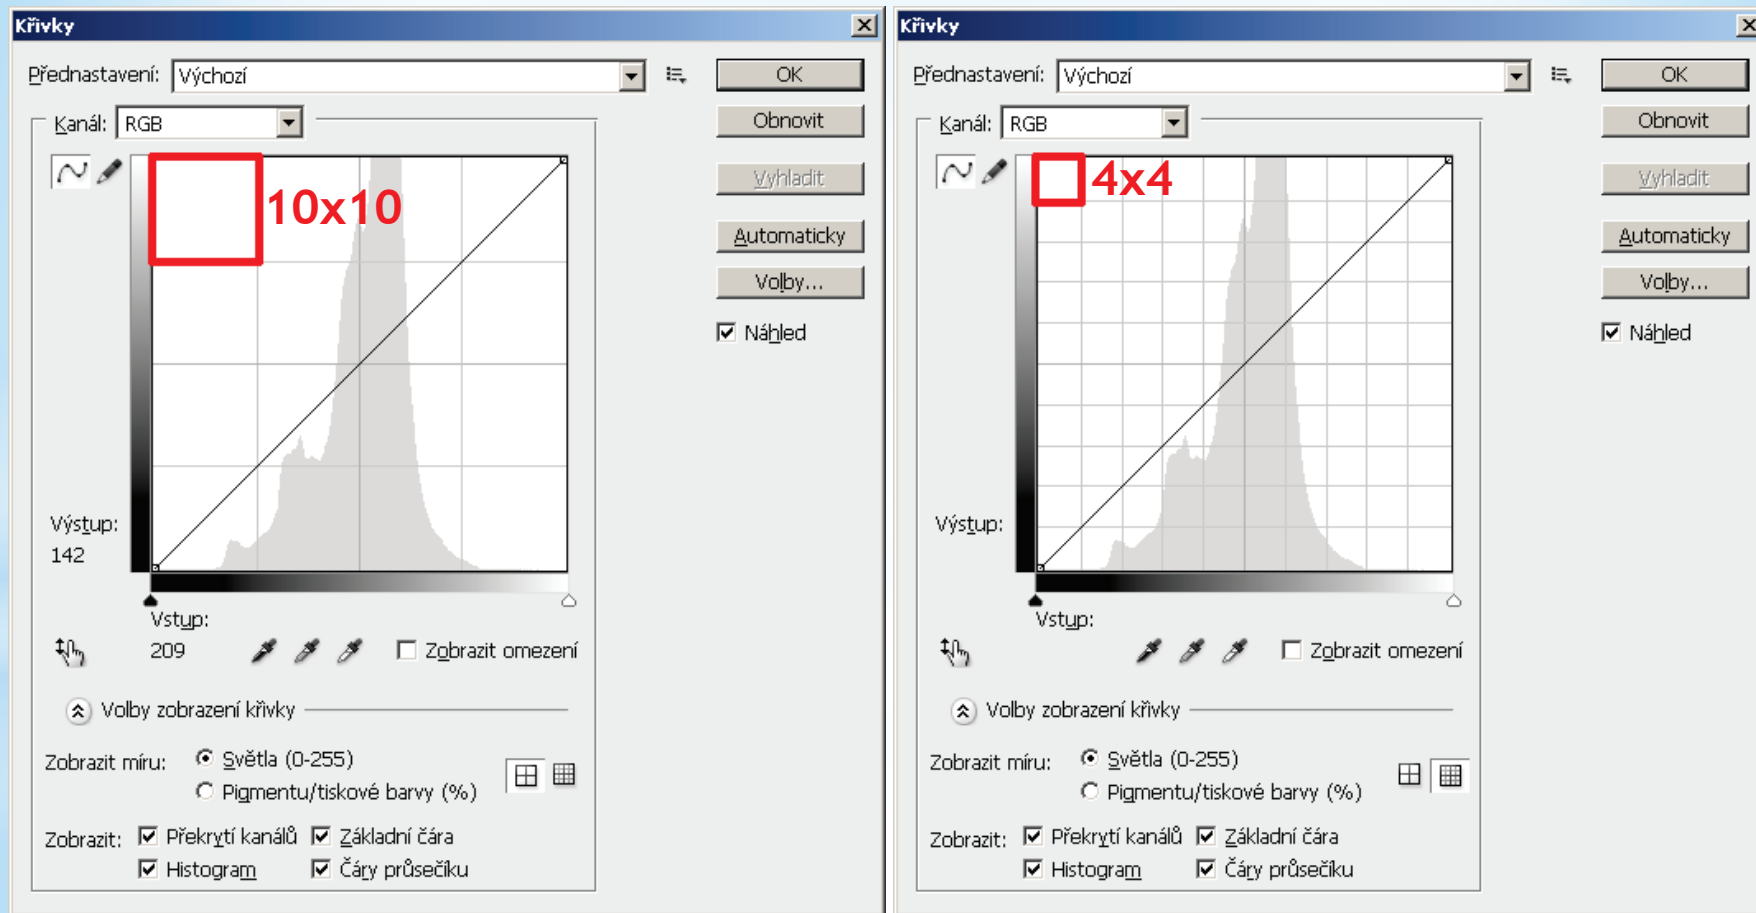 Křivky
Přednastavení: Výchozí
OK
Kanál: RGB
Obnovit
10x10
Vyhladit
Automaticky
Volby...
Náhled
Výstup:
142
Vstup:
209
Zobrazit omezení
Volby zobrazení křivky
Zobrazit míru:
Světla (0-255)
Pigmentu/tiskové barvy (%)
Zobrazit:
Překrytí kanálů
Základní čára
Histogram
Čáry průsečíku
Křivky
Přednastavení: Výchozí
OK
Kanál: RGB
Obnovit
4x4
Vyhladit
Automaticky
Volby...
Náhled
Výstup:
Vstup:
Zobrazit omezení
Volby zobrazení křivky
Zobrazit míru:
Světla (0-255)
Pigmentu/tiskové barvy (%)
Zobrazit:
Překrytí kanálů
Základní čára
Histogram
Čáry průsečíku